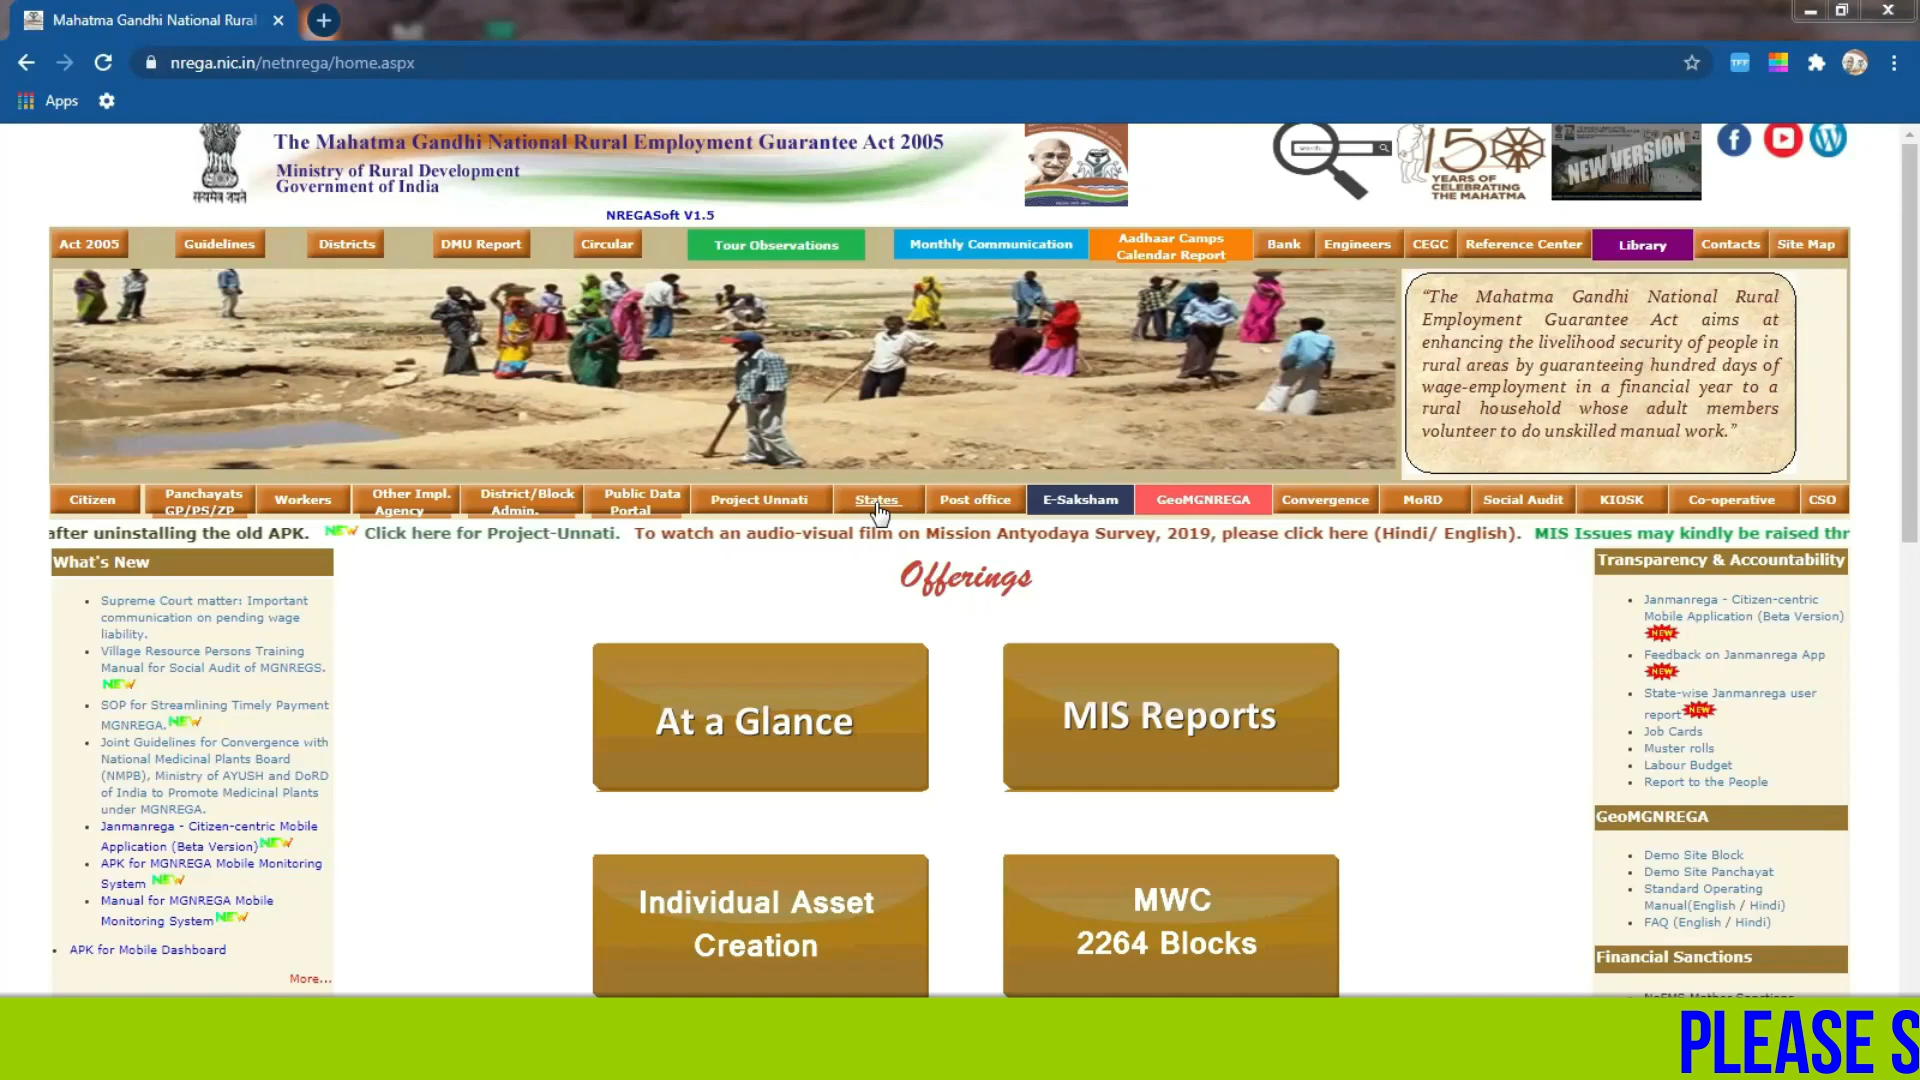 Mahatma Gandhi National Rural
nrega.nic.in/netnrega/home.aspx
TFF
Apps
The Mahatma Gandhi National Rural Employment Guarantee Act 2005
Ministry of Rural Development
Government of India
सत्यमेव जयते
NREGASoft V1.5
search
150
YEARS OF
CELEBRATING
THE MAHATMA
NEW VERSION
Act 2005
Guidelines
Districts
DMU Report
Circular
Tour Observations
Monthly Communication
Aadhaar Camps
Calendar Report
Bank
Engineers
CEGC
Reference Center
Library
Contacts
Site Map
“The Mahatma Gandhi National Rural
Employment Guarantee Act aims at
enhancing the livelihood security of people in
rural areas by guaranteeing hundred days of
wage-employment in a financial year to a
rural household whose adult members
volunteer to do unskilled manual work.”
Citizen
Panchayats
GP/PS/ZP
Workers
Other Impl.
Agency
District/Block
Admin.
Public Data
Portal
Project Unnati
States
Post office
E-Saksham
GeoMGNREGA
Convergence
MoRD
Social Audit
KIOSK
Co-operative
CSO
after uninstalling the old APK. NEW Click here for Project-Unnati. To watch an audio-visual film on Mission Antyodaya Survey, 2019, please click here (Hindi/ English). MIS Issues may kindly be raised thr
What's New
Supreme Court matter: Important
communication on pending wage
liability.
Village Resource Persons Training
Manual for Social Audit of MGNREGS.
NEW
SOP for Streamlining Timely Payment
MGNREGA. NEW
Joint Guidelines for Convergence with
National Medicinal Plants Board
(NMPB), Ministry of AYUSH and DoRD
of India to Promote Medicinal Plants
under MGNREGA.
Janmanrega - Citizen-centric Mobile
Application (Beta Version) NEW
APK for MGNREGA Mobile Monitoring
System NEW
Manual for MGNREGA Mobile
Monitoring System NEW
APK for Mobile Dashboard
More...
Offerings
At a Glance
MIS Reports
Individual Asset
Creation
MWC
2264 Blocks
Transparency & Accountability
Janmanrega - Citizen-centric
Mobile Application (Beta Version)
NEW
Feedback on Janmanrega App
NEW
State-wise Janmanrega user
report NEW
Job Cards
Muster rolls
Labour Budget
Report to the People
GeoMGNREGA
Demo Site Block
Demo Site Panchayat
Standard Operating
Manual(English / Hindi)
FAQ (English / Hindi)
Financial Sanctions
NeFMS Mother Sanctions
PLEASE S